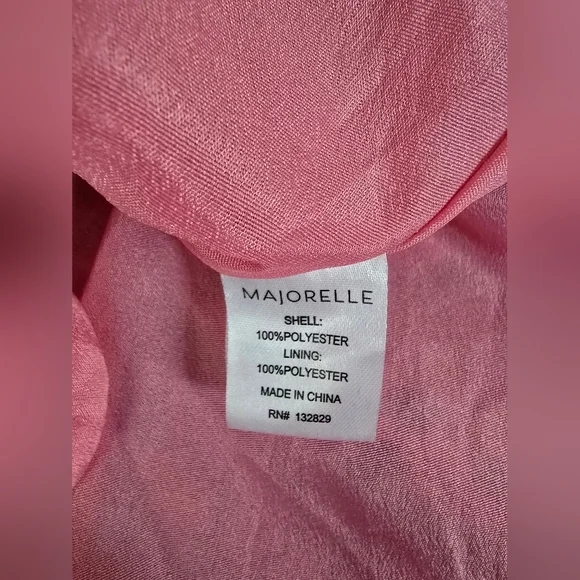 MAJORELLE
SHELL:
100%POLYESTER
LINING:
100%POLYESTER
MADE IN CHINA
RN# 132829